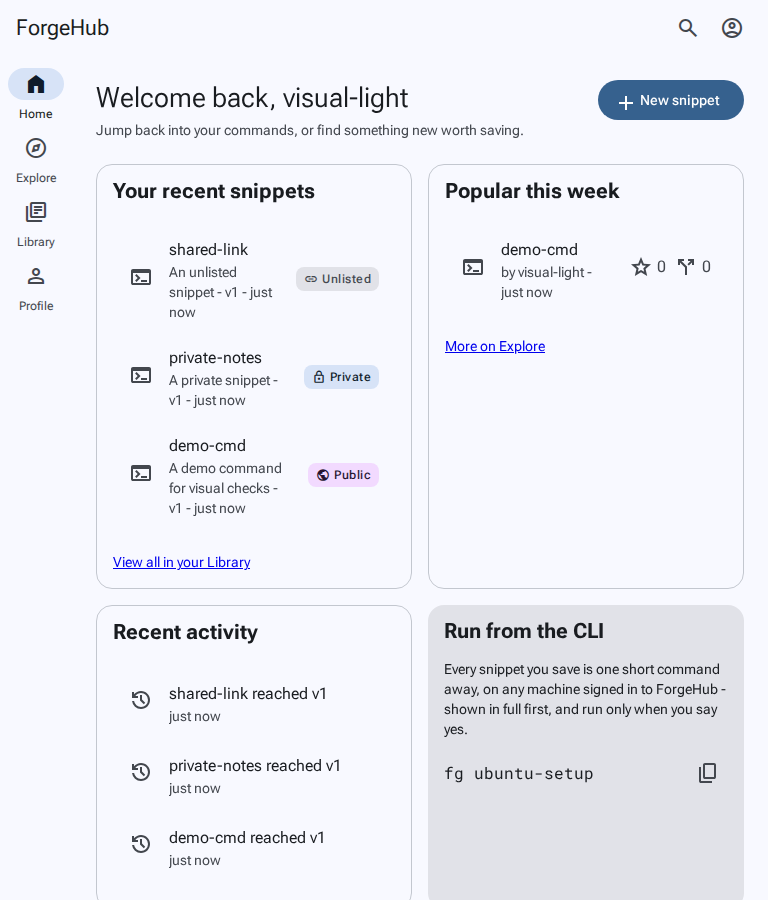 ForgeHub
Home
Explore
Library
Profile
Welcome back, visual-light
Jump back into your commands, or find something new worth saving.
New snippet
Your recent snippets
shared-link
An unlisted
snippet - v1 - just
now
Unlisted
private-notes
A private snippet -
v1 - just now
Private
demo-cmd
A demo command
for visual checks -
v1 - just now
Public
View all in your Library
Popular this week
demo-cmd
by visual-light -
just now
0
0
More on Explore
Recent activity
shared-link reached v1
just now
private-notes reached v1
just now
demo-cmd reached v1
just now
Run from the CLI
Every snippet you save is one short command
away, on any machine signed in to ForgeHub -
shown in full first, and run only when you say
yes.
fg ubuntu-setup